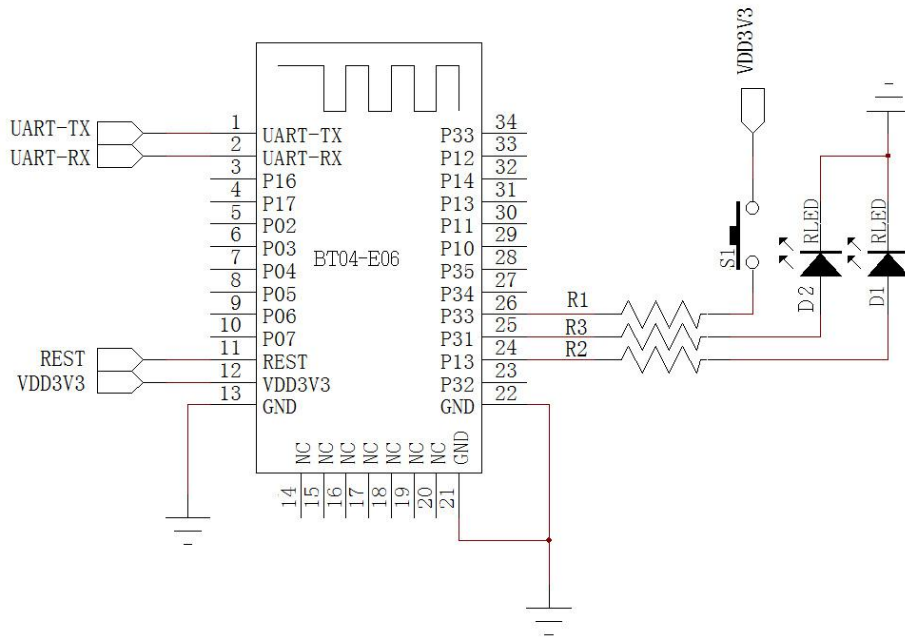 VDD3V3
UART-TX
UART-RX
REST
VDD3V3
1
2
3
4
5
6
7
8
9
10
11
12
13
UART-TX
UART-RX
P16
P17
P02
P03
P04
P05
P06
P07
REST
VDD3V3
GND
BT04-E06
P33
P12
P14
P13
P11
P10
P35
P34
P33
P31
P13
P32
GND
34
33
32
31
30
29
28
27
26
25
24
23
22
NC
NC
NC
NC
NC
NC
NC
GND
14
15
16
17
18
19
20
21
R1
R3
R2
S1
RLED
D2
RLED
D1